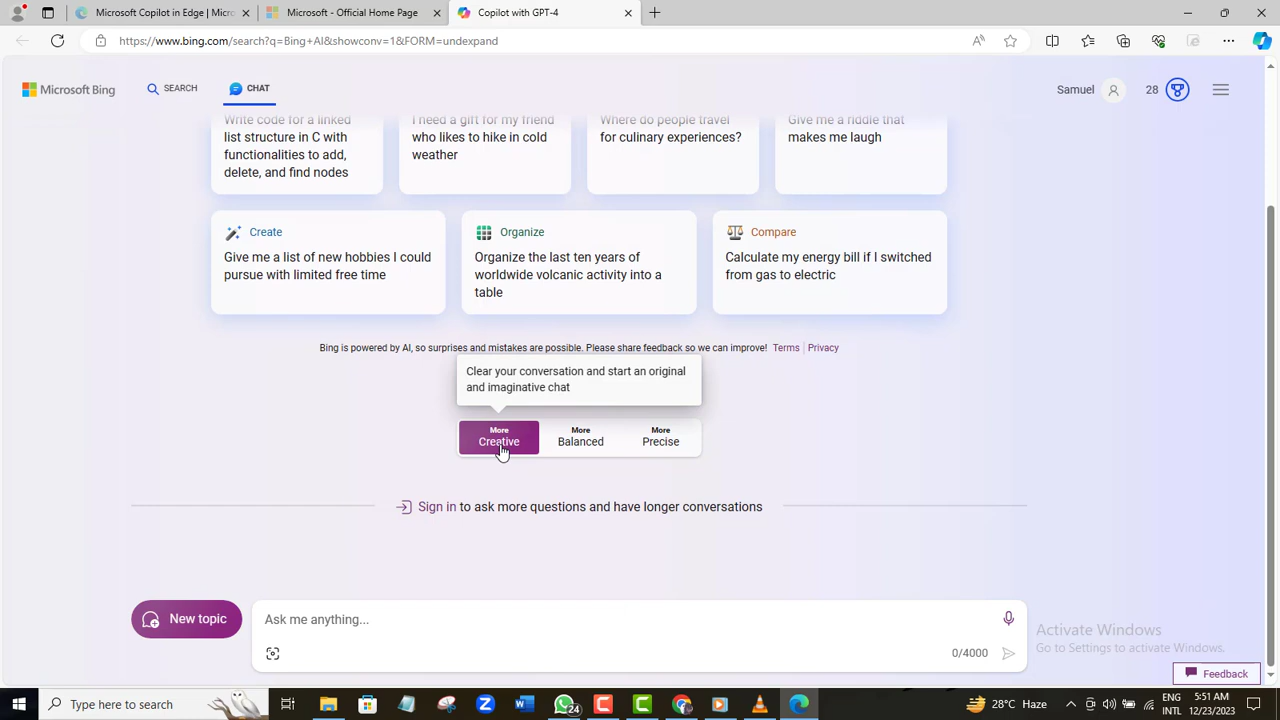 Microsoft Copilot in Edge | Micro
Microsoft - Official Home Page
Copilot with GPT-4
https://www.bing.com/search?q=Bing+AI&showconv=1&FORM=undexpand
Microsoft Bing
SEARCH
CHAT
Samuel
28
Write code for a linked
list structure in C with
functionalities to add,
delete, and find nodes
I need a gift for my friend
who likes to hike in cold
weather
Where do people travel
for culinary experiences?
Give me a riddle that
makes me laugh
Create
Give me a list of new hobbies I could
pursue with limited free time
Organize
Organize the last ten years of
worldwide volcanic activity into a
table
Compare
Calculate my energy bill if I switched
from gas to electric
Bing is powered by AI, so surprises and mistakes are possible. Please share feedback so we can improve! Terms | Privacy
Clear your conversation and start an original
and imaginative chat
More
Creative
More
Balanced
More
Precise
Sign in to ask more questions and have longer conversations
New topic
Ask me anything...
0/4000
Activate Windows
Go to Settings to activate Windows.
Feedback
Type here to search
24
28°C Haze
ENG
INTL
5:51 AM
12/23/2023